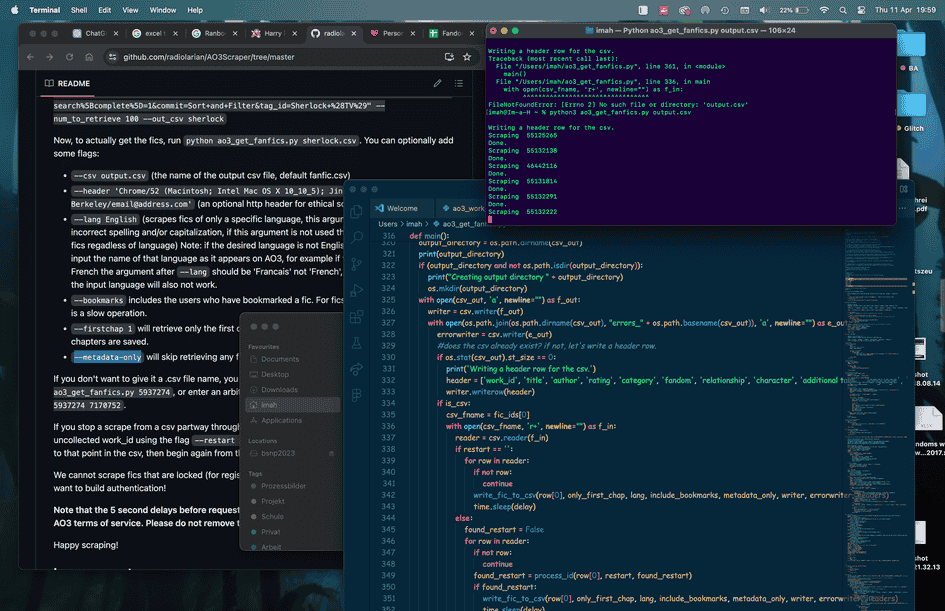 Terminal Shell Edit View Window Help
22% Thu 11 Apr 19:59
ChatG
excel
Ranbo
Harry
radiola
Person
Fando
github.com/radiolarian/AO3Scraper/tree/master
README
search%5Bcomplete%5D=1&commit=Sort+and+Filter&tag_id=Sherlock+%28TV%29" --
num_to_retrieve 100 --out_csv sherlock
Now, to actually get the fics, run python ao3_get_fanfics.py sherlock.csv . You can optionally add
some flags:
--csv output.csv (the name of the output csv file, default fanfic.csv)
--header 'Chrome/52 (Macintosh; Intel Mac OS X 10_10_5); Jin
Berkeley/email@address.com' (an optional http header for ethical sc
--lang English (scrapes fics of only a specific language, this argum
incorrect spelling and/or capitalization, if this argument is not used th
fics regardless of language) Note: if the desired language is not Englis
input the name of that language as it appears on AO3, for example if
French the argument after --lang should be 'Francais' not 'French',
the input language will also not work.
--bookmarks includes the users who have bookmarked a fic. For fics
is a slow operation.
--firstchap 1 will retrieve only the first c
chapters are saved.
--metadata-only will skip retrieving any f
If you don't want to give it a .csv file name, you
ao3_get_fanfics.py 5937274 , or enter an arbit
5937274 7170752 .
If you stop a scrape from a csv partway throug
uncollected work_id using the flag --restart
to that point in the csv, then begin again from th
We cannot scrape fics that are locked (for regis
want to build authentication!
Note that the 5 second delays before request
AO3 terms of service. Please do not remove t
Happy scraping!
Favourites
Documents
Desktop
Downloads
imah
Applications
Locations
bsnp2023
Tags
Prozessbilder
Projekt
Schule
Privat
Arbeit
imah — Python ao3_get_fanfics.py output.csv — 106×24
Writing a header row for the csv.
Traceback (most recent call last):
File "/Users/imah/ao3_get_fanfics.py", line 361, in <module>
main()
File "/Users/imah/ao3_get_fanfics.py", line 336, in main
with open(csv_fname, 'r+', newline="") as f_in:
FileNotFoundError: [Errno 2] No such file or directory: 'output.csv'
imah@Im-a-H ~ % python3 ao3_get_fanfics.py output.csv
Writing a header row for the csv.
Scraping 55125265
Done.
Scraping 55132138
Done.
Scraping 46442116
Done.
Scraping 55131814
Done.
Scraping 55132291
Done.
Scraping 55132222
Welcome
ao3_work
Users > imah > ao3_get_fan
316 def main():
320 output_directory = os.path.dirname(csv_out)
321 print(output_directory)
322 if (output_directory and not os.path.isdir(output_directory)):
323 print("Creating output directory " + output_directory)
324 os.mkdir(output_directory)
325 with open(csv_out, 'a', newline="") as f_out:
326 writer = csv.writer(f_out)
327 with open(os.path.join(os.path.dirname(csv_out), "errors_" + os.path.basename(csv_out)), 'a', newline="") as e_ou
328 errorwriter = csv.writer(e_out)
329 #does the csv already exist? if not, let's write a header row.
330 if os.stat(csv_out).st_size == 0:
331 print('Writing a header row for the csv.')
332 header = ['work_id', 'title', 'author', 'rating', 'category', 'fandom', 'relationship', 'character', 'additional
333 writer.writerow(header)
334 if is_csv:
335 csv_fname = fic_ids[0]
336 with open(csv_fname, 'r+', newline="") as f_in:
337 reader = csv.reader(f_in)
338 if restart == '':
339 for row in reader:
340 if not row:
341 continue
342 write_fic_to_csv(row[0], only_first_chap, lang, include_bookmarks, metadata_only, writer, errorwriter, headers)
343 time.sleep(delay)
344 else:
345 found_restart = False
346 for row in reader:
347 if not row:
348 continue
349 found_restart = process_id(row[0], restart, found_restart)
350 if found_restart:
351 write_fic_to_csv(row[0], only_first_chap, lang, include_bookmarks, metadata_only, writer, errorwriter, headers)
352 time.sleep(delay)
BA
Glitch